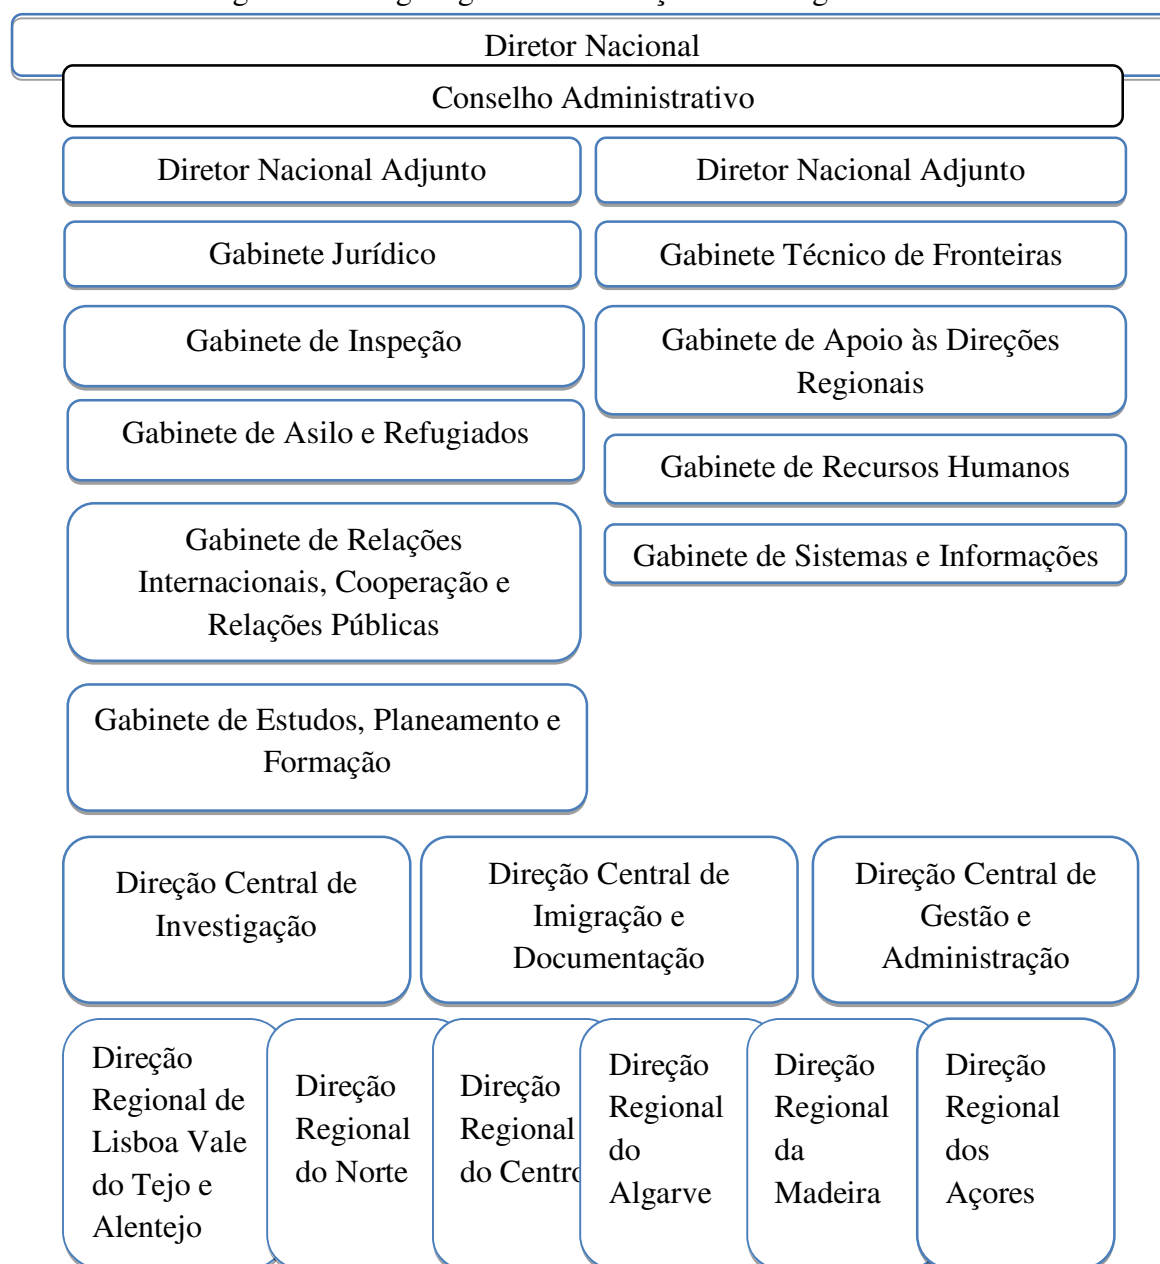 Diretor Nacional
Conselho Administrativo
Diretor Nacional Adjunto
Diretor Nacional Adjunto
Gabinete Jurídico
Gabinete Técnico de Fronteiras
Gabinete de Inspeção
Gabinete de Apoio às Direções
Regionais
Gabinete de Asilo e Refugiados
Gabinete de Recursos Humanos
Gabinete de Relações
Internacionais, Cooperação e
Relações Públicas
Gabinete de Sistemas e Informações
Gabinete de Estudos, Planeamento e
Formação
Direção Central de
Investigação
Direção Central de
Imigração e
Documentação
Direção Central de
Gestão e
Administração
Direção
Regional de
Lisboa Vale
do Tejo e
Alentejo
Direção
Regional
do Norte
Direção
Regional
do Centro
Direção
Regional
do
Algarve
Direção
Regional
da
Madeira
Direção
Regional
dos
Açores